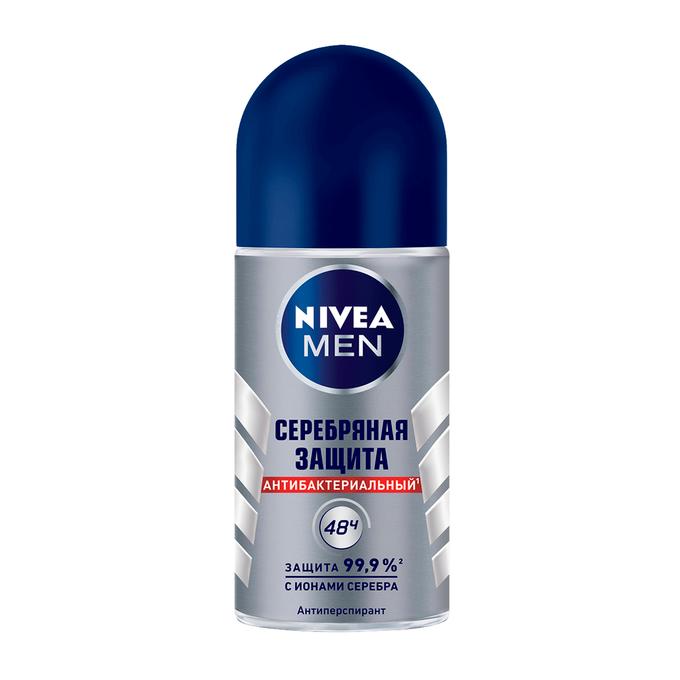 NIVEA
MEN
СЕРЕБРЯНАЯ
ЗАЩИТА
АНТИБАКТЕРИАЛЬНЫЙ¹
48ч
ЗАЩИТА 99,9%²
С ИОНАМИ СЕРЕБРА
Антиперспирант